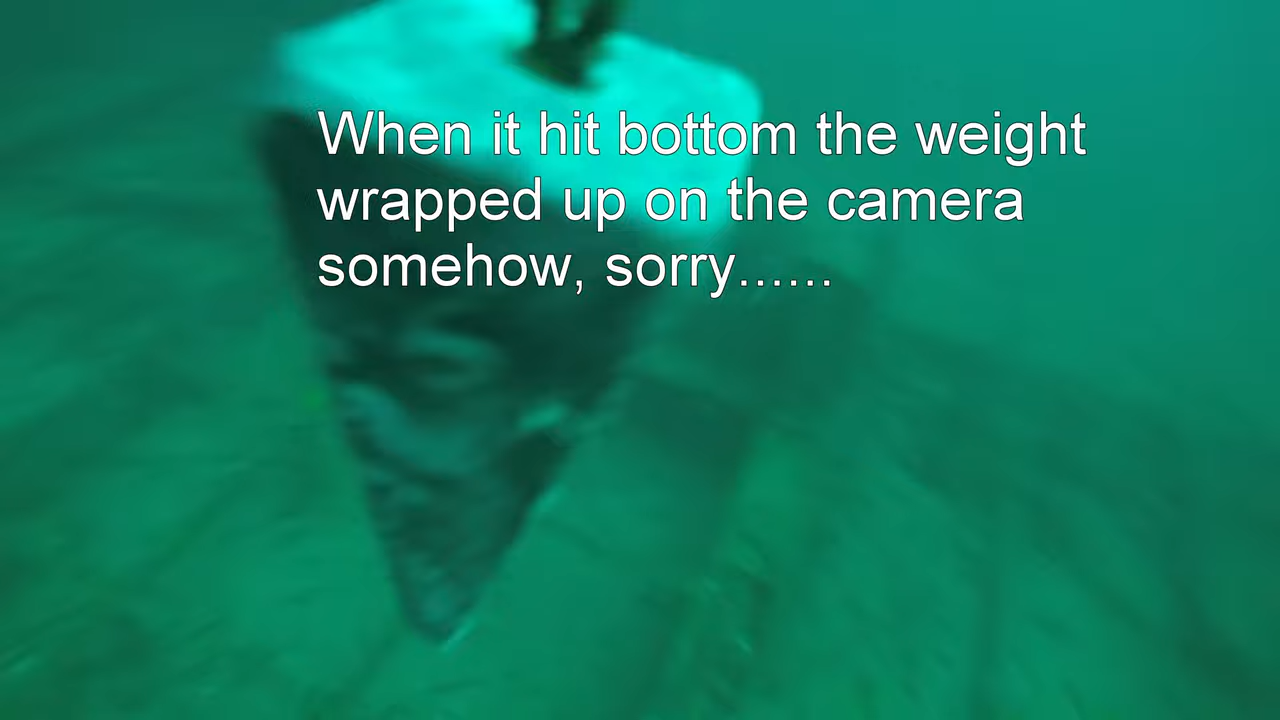 When it hit bottom the weight
wrapped up on the camera
somehow, sorry......